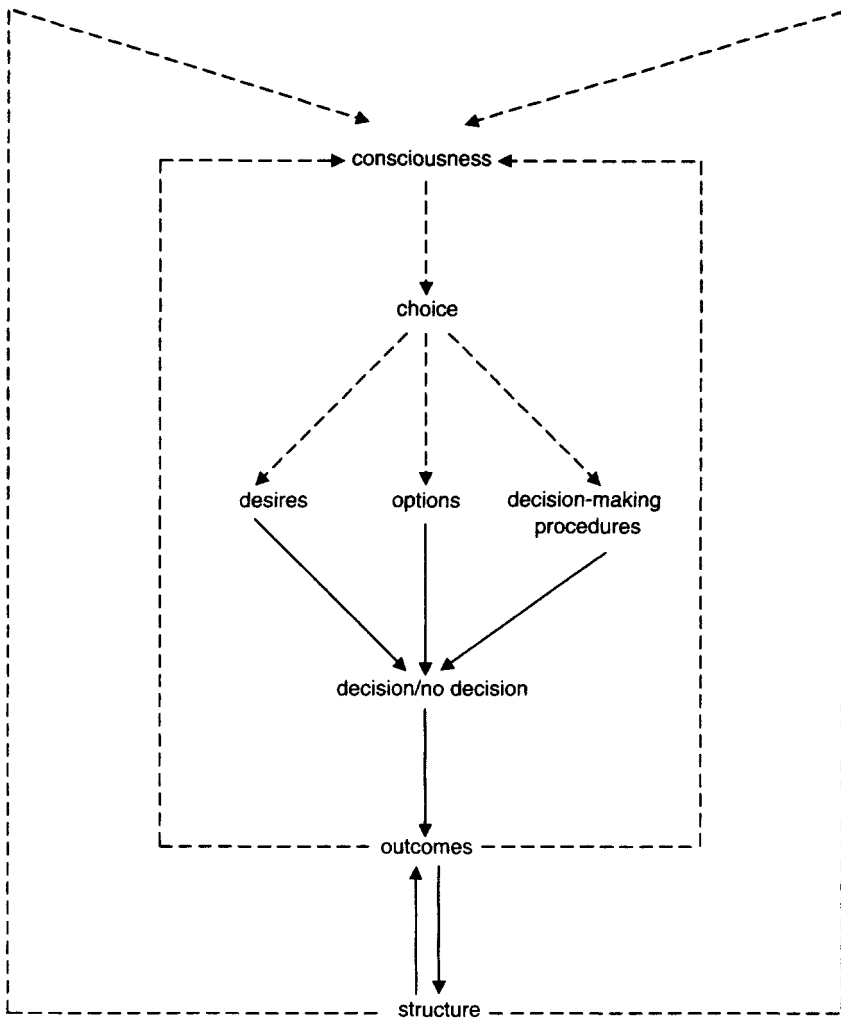 consciousness
choice
desires
options
decision-making
procedures
decision/no decision
outcomes
structure